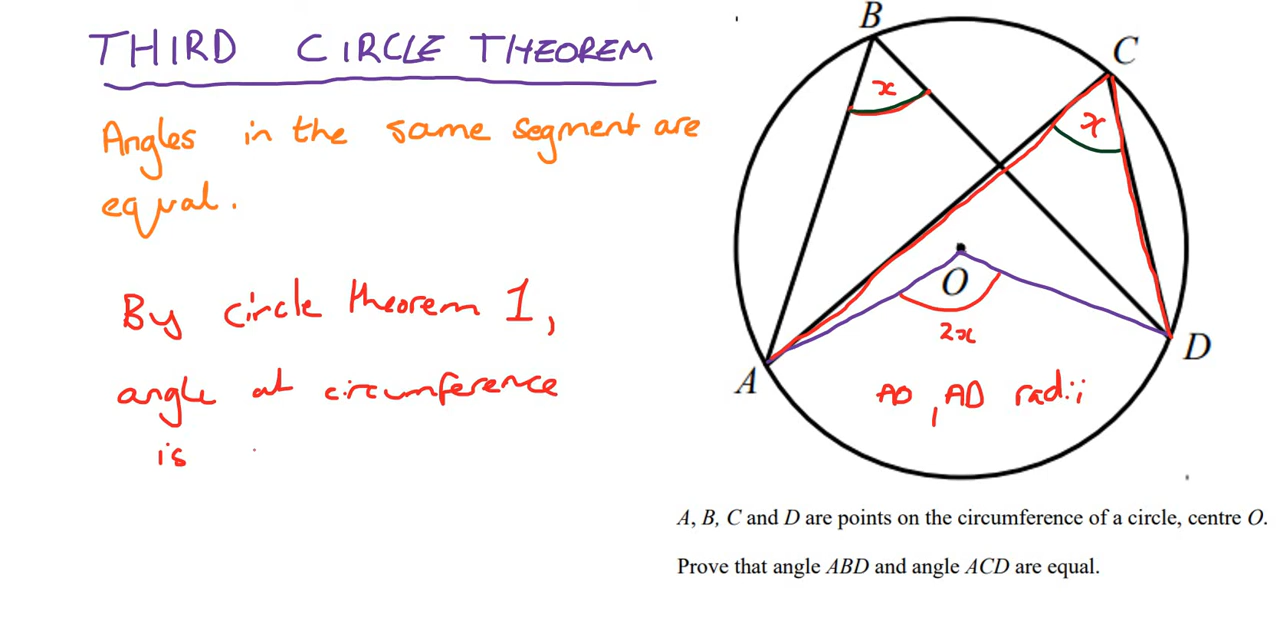 THIRD CIRCLE THEOREM
Angles in the same segment are
equal.
By circle theorem 1,
angle at circumference
is
B
C
x
x
O
2x
A
D
AO, AD radii
A, B, C and D are points on the circumference of a circle, centre O.
Prove that angle ABD and angle ACD are equal.